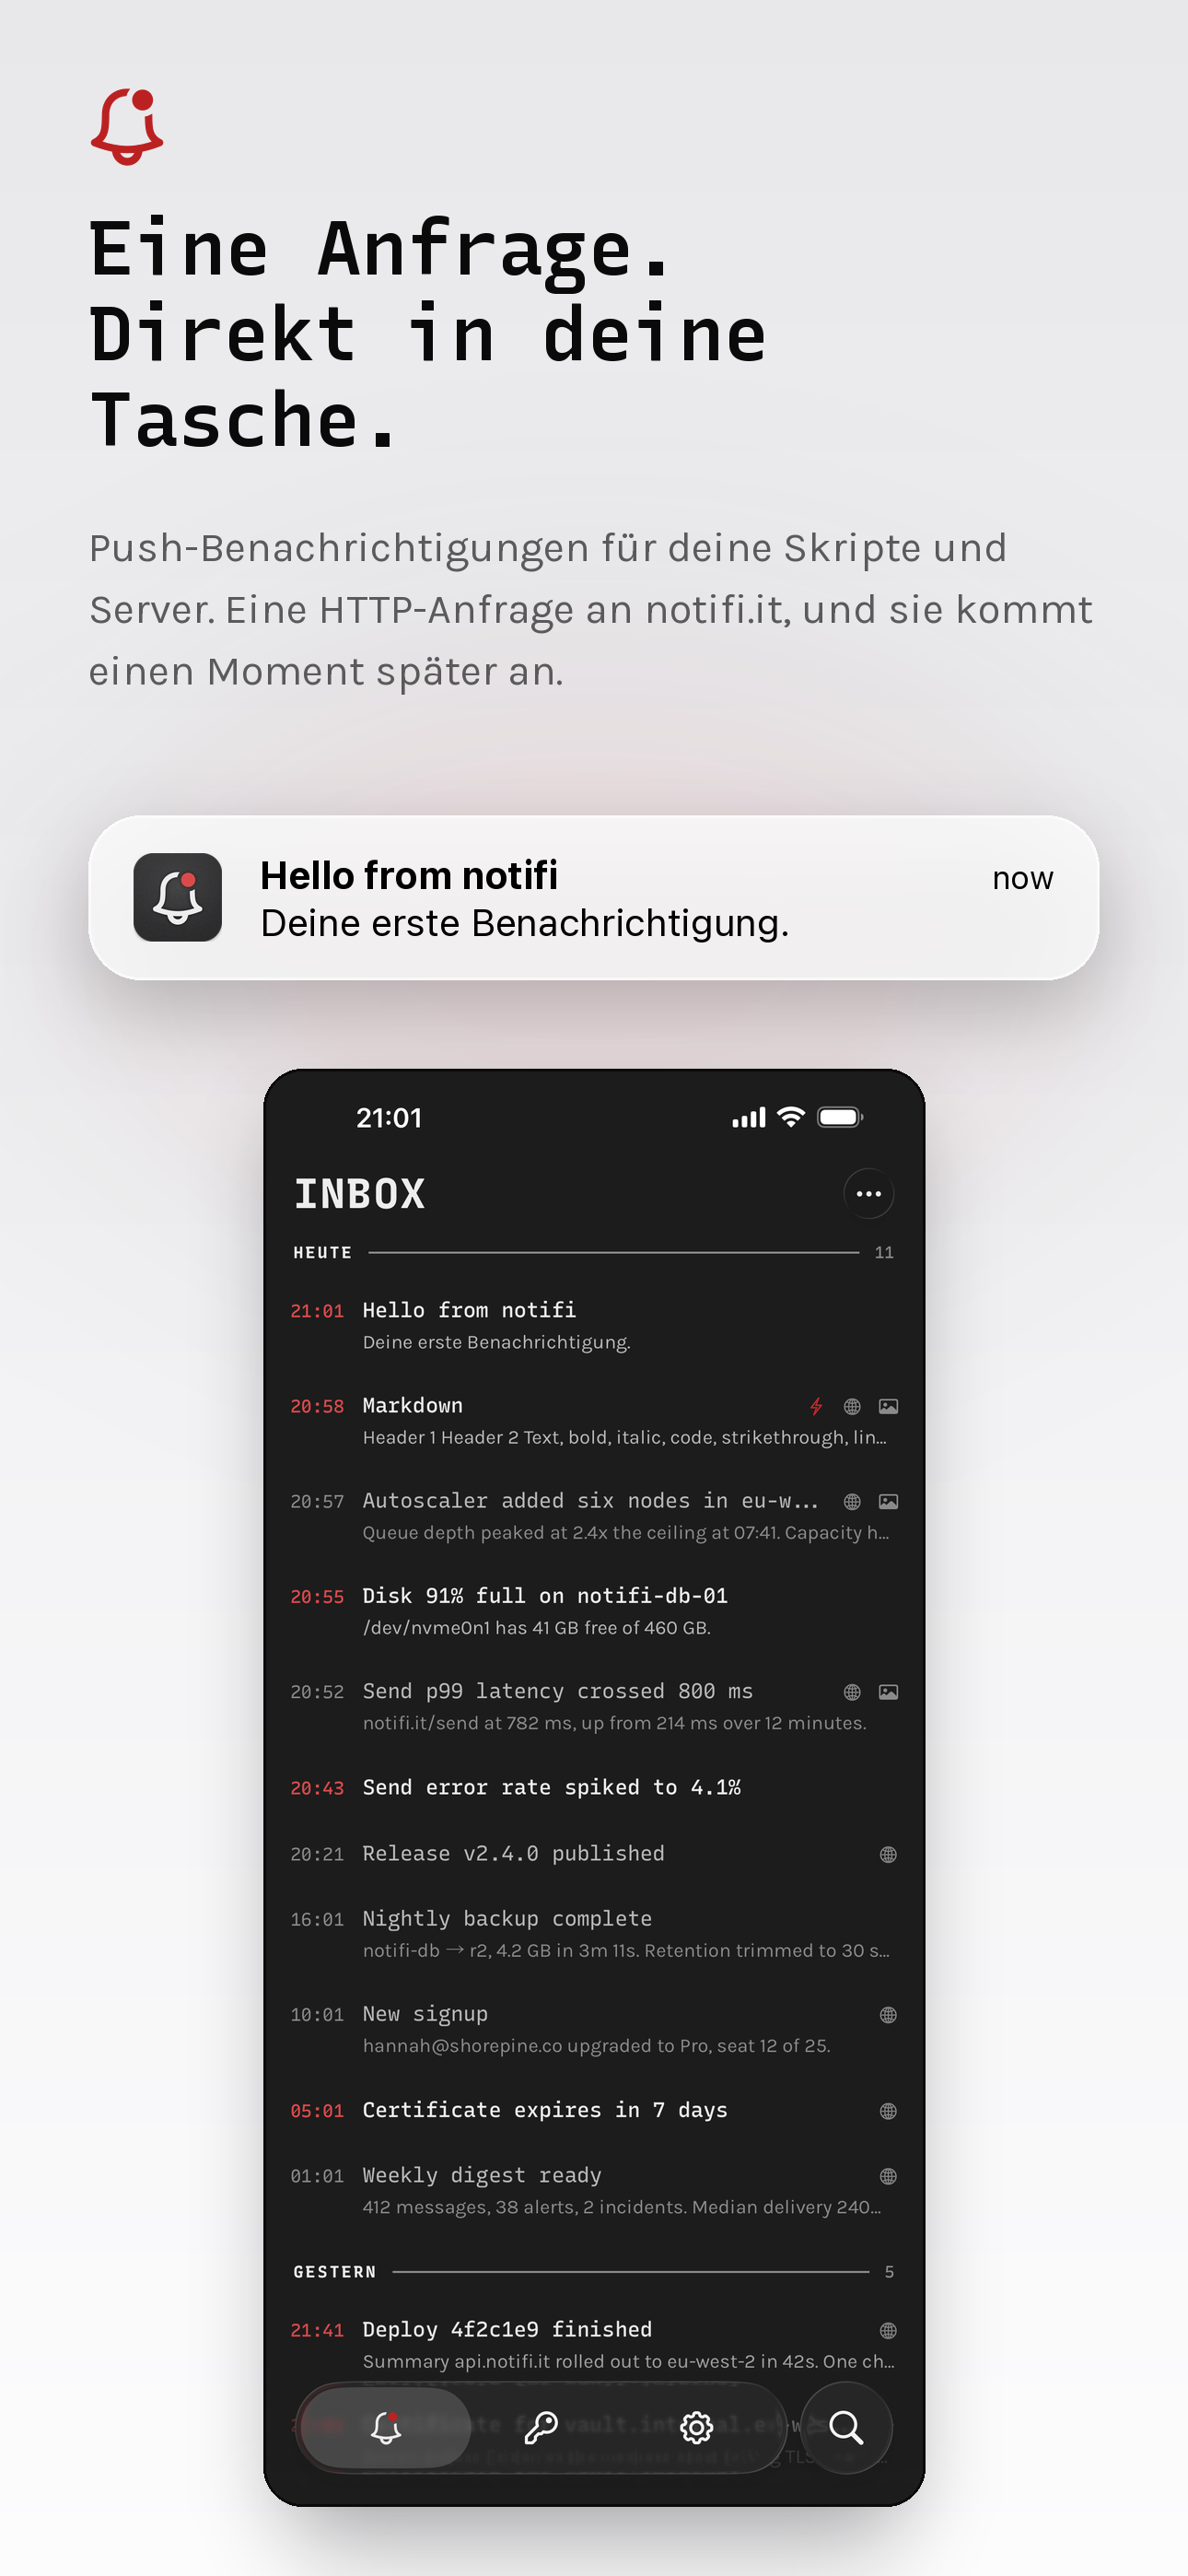 Eine Anfrage.
Direkt in deine
Tasche.
Push-Benachrichtigungen für deine Skripte und
Server. Eine HTTP-Anfrage an notifi.it, und sie kommt
einen Moment später an.
Hello from notifi
now
Deine erste Benachrichtigung.
21:01
INBOX
HEUTE 11
21:01 Hello from notifi
Deine erste Benachrichtigung.
20:58 Markdown
Header 1 Header 2 Text, bold, italic, code, strikethrough, lin...
20:57 Autoscaler added six nodes in eu-w...
Queue depth peaked at 2.4x the ceiling at 07:41. Capacity h...
20:55 Disk 91% full on notifi-db-01
/dev/nvme0n1 has 41 GB free of 460 GB.
20:52 Send p99 latency crossed 800 ms
notifi.it/send at 782 ms, up from 214 ms over 12 minutes.
20:43 Send error rate spiked to 4.1%
20:21 Release v2.4.0 published
16:01 Nightly backup complete
notifi-db → r2, 4.2 GB in 3m 11s. Retention trimmed to 30 s...
10:01 New signup
hannah@shorepine.co upgraded to Pro, seat 12 of 25.
05:01 Certificate expires in 7 days
01:01 Weekly digest ready
412 messages, 38 alerts, 2 incidents. Median delivery 240...
GESTERN 5
21:41 Deploy 4f2c1e9 finished
Summary api.notifi.it rolled out to eu-west-2 in 42s. One ch...